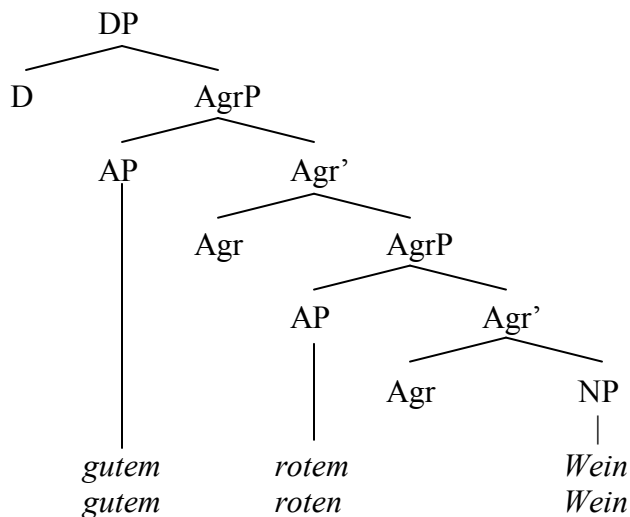 DP
D AgrP
AP Agr’
Agr AgrP
AP Agr’
Agr NP
gutem rotem Wein
gutem roten Wein